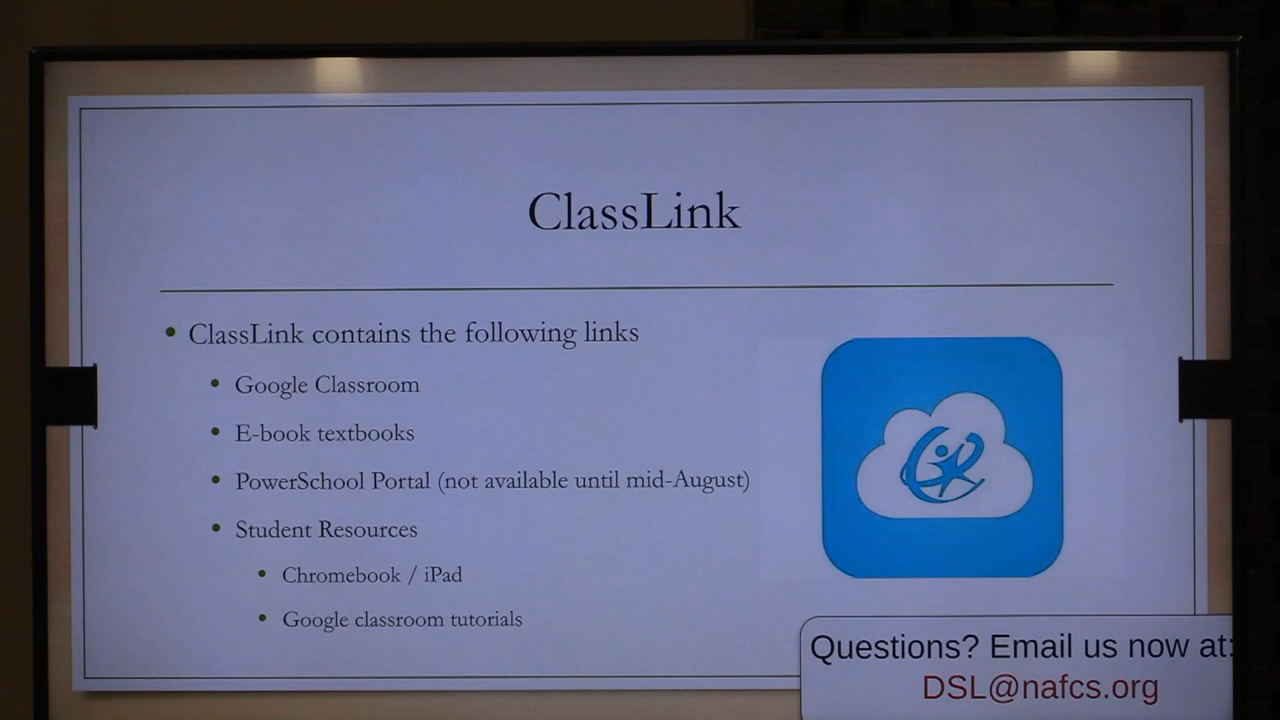 ClassLink
• ClassLink contains the following links
• Google Classroom
• E-book textbooks
• PowerSchool Portal (not available until mid-August)
• Student Resources
• Chromebook / iPad
• Google classroom tutorials
Questions? Email us now at:
DSL@nafcs.org